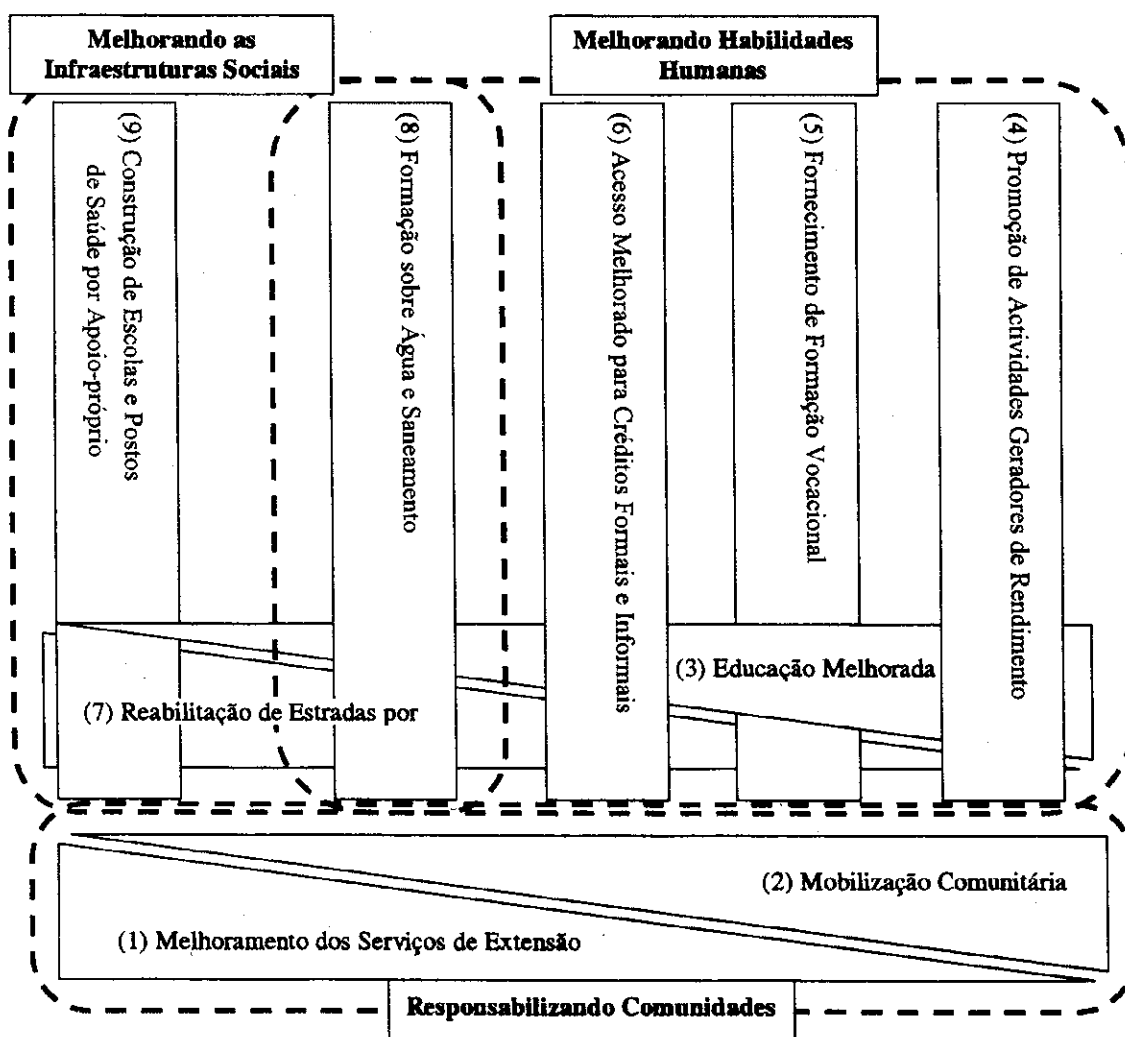 Melhorando as
Infraestruturas Sociais
Melhorando Habilidades
Humanas
(9) Construção de Escolas e Postos
de Saúde por Apoio-próprio
(8) Formação sobre Água e Saneamento
(6) Acesso Melhorado para Créditos Formais e Informais
(5) Fornecimento de Formação Vocacional
(4) Promoção de Actividades Geradores de Rendimento
(3) Educação Melhorada
(7) Reabilitação de Estradas por
(2) Mobilização Comunitária
(1) Melhoramento dos Serviços de Extensão
Responsabilizando Comunidades